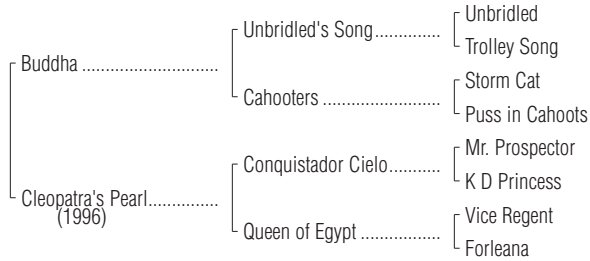 Unbridled
Unbridled's Song..............
Trolley Song
Buddha ............................
Storm Cat
Cahooters ........................
Puss in Cahoots
Mr. Prospector
Conquistador Cielo...........
K D Princess
Cleopatra's Pearl...............
(1996)
Vice Regent
Queen of Egypt ................
Forleana